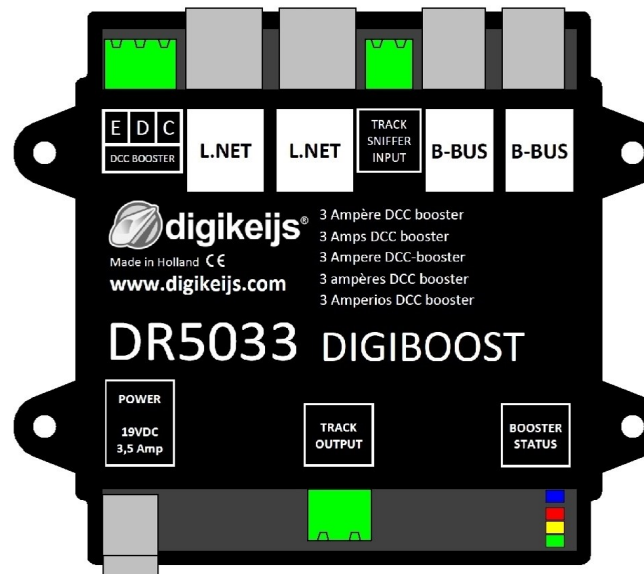 E D C
DCC BOOSTER
L.NET
L.NET
TRACK
SNIFFER
INPUT
B-BUS
B-BUS
digikeijs®
Made in Holland CE
www.digikeijs.com
3 Ampère DCC booster
3 Amps DCC booster
3 Ampere DCC-booster
3 ampères DCC booster
3 Amperios DCC booster
DR5033 DIGIBOOST
POWER
19VDC
3,5 Amp
TRACK
OUTPUT
BOOSTER
STATUS